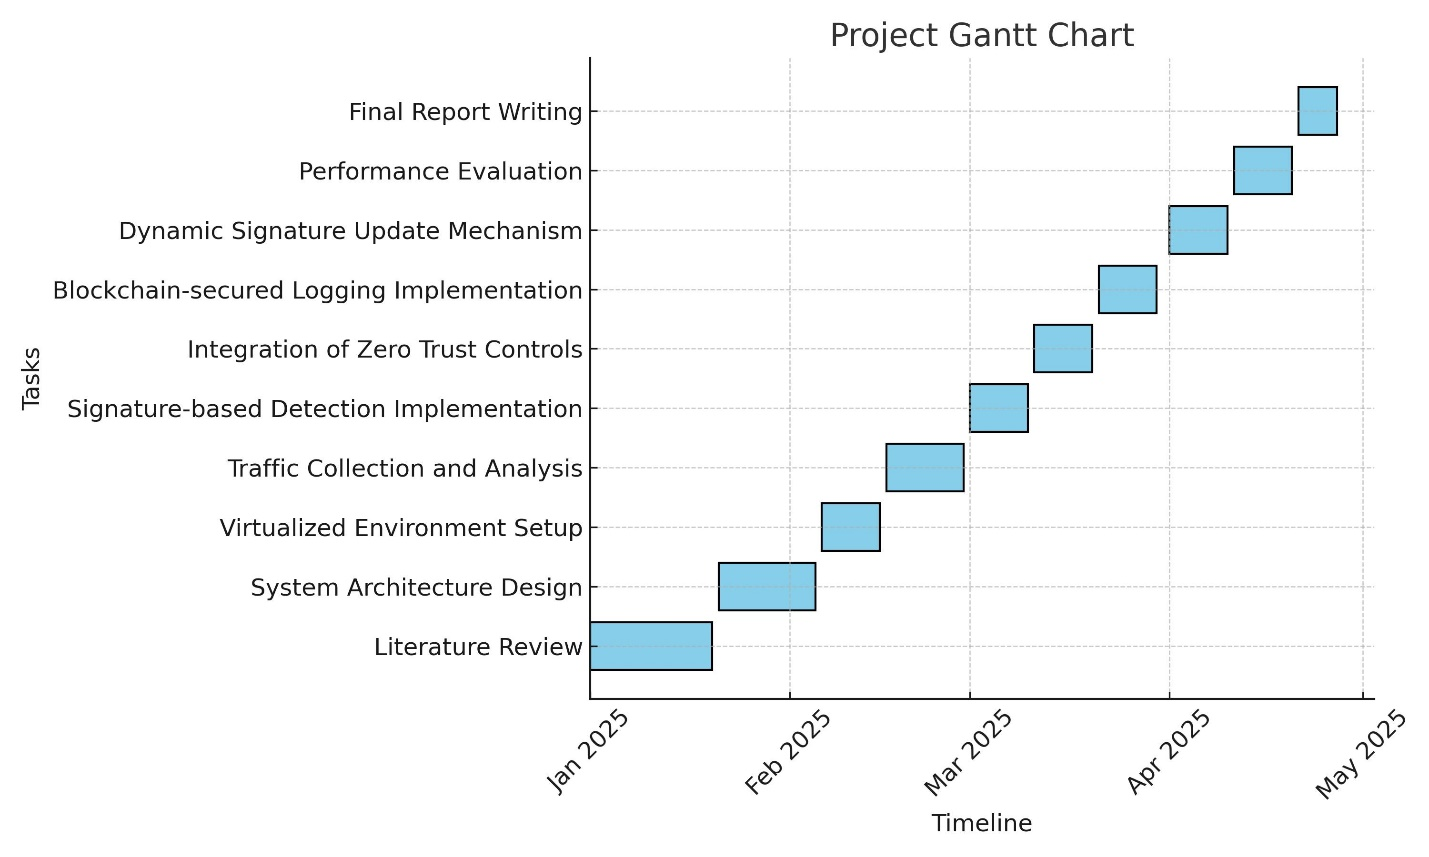 Project Gantt Chart
Final Report Writing
Performance Evaluation
Dynamic Signature Update Mechanism
Blockchain-secured Logging Implementation
Integration of Zero Trust Controls
Signature-based Detection Implementation
Traffic Collection and Analysis
Virtualized Environment Setup
System Architecture Design
Literature Review
Tasks
Jan 2025
Feb 2025
Mar 2025
Apr 2025
May 2025
Timeline